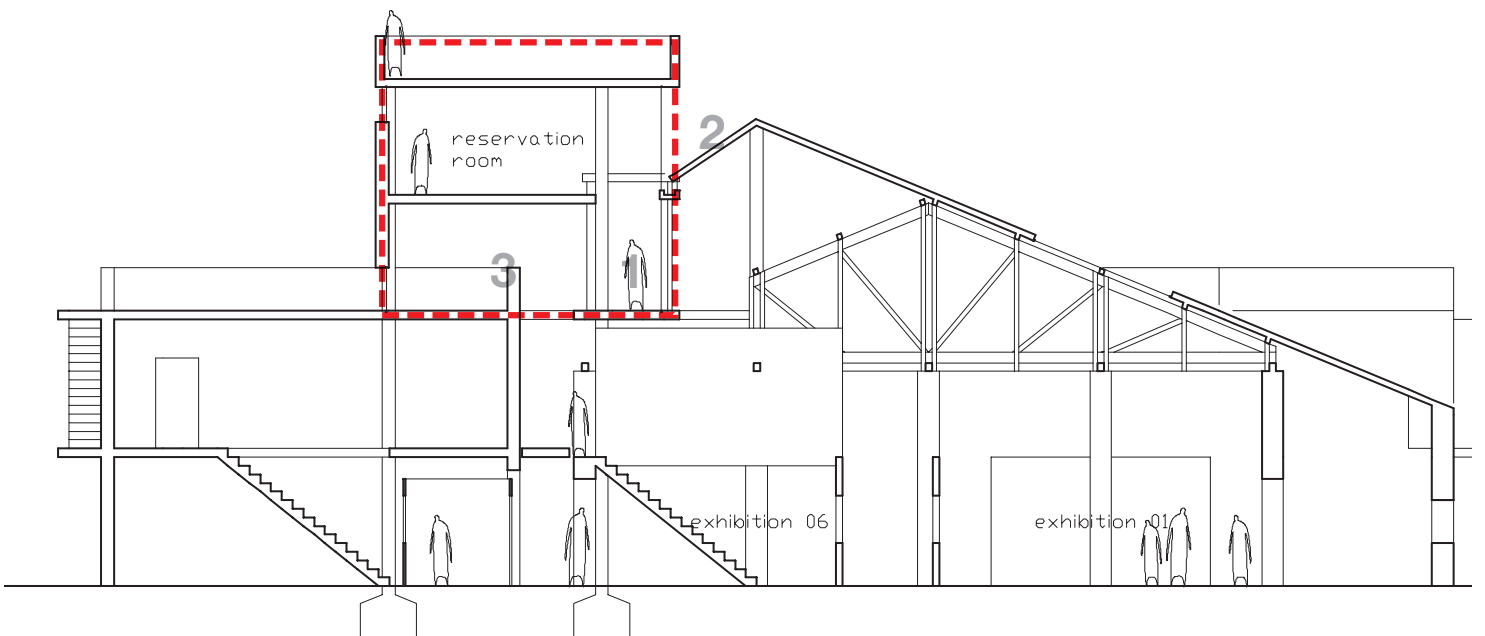 2
reservation
room
3
1
exhibition 06
exhibition 01